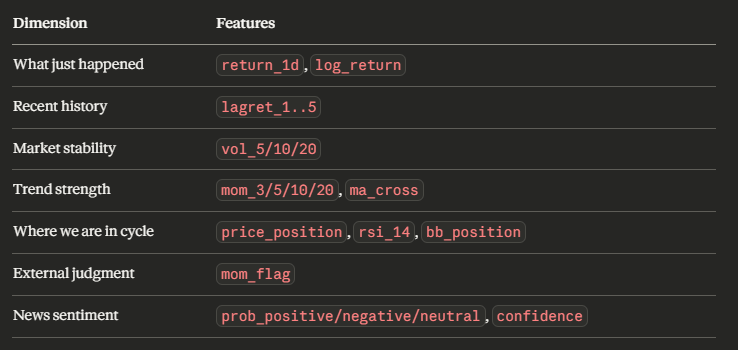 Dimension Features
What just happened return_1d, log_return
Recent history lagret_1..5
Market stability vol_5/10/20
Trend strength mom_3/5/10/20, ma_cross
Where we are in cycle price_position, rsi_14, bb_position
External judgment mom_flag
News sentiment prob_positive/negative/neutral, confidence